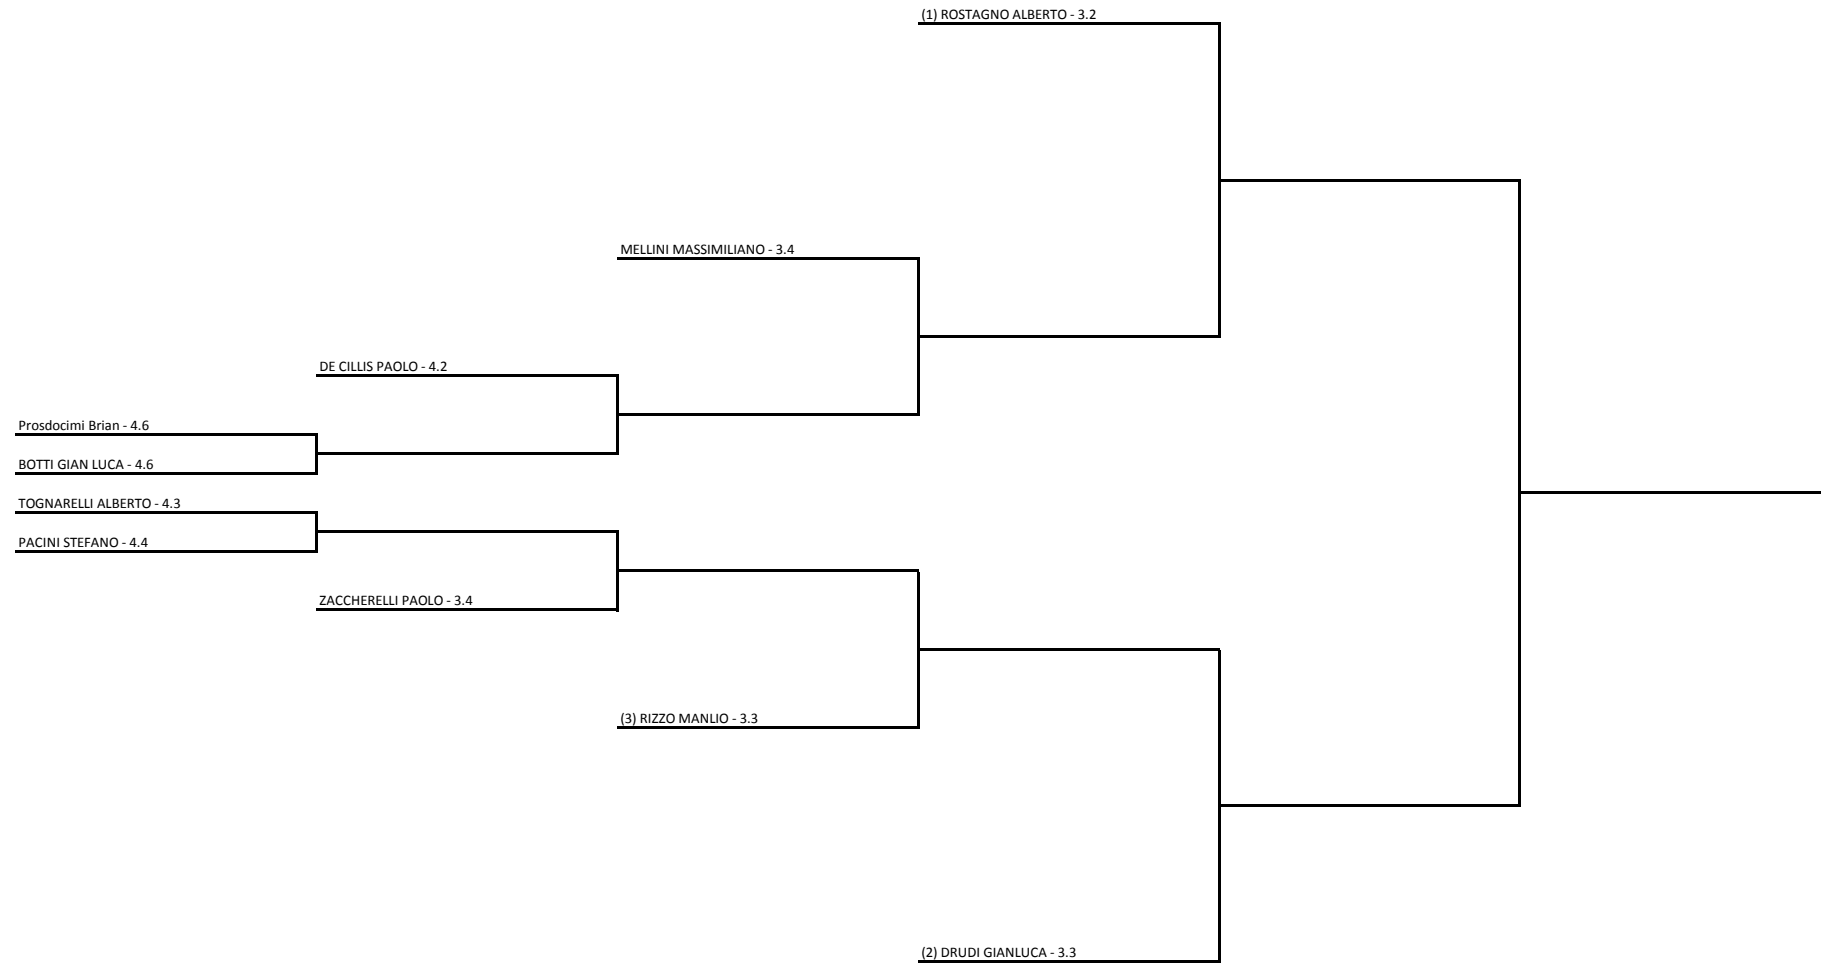 (1) ROSTAGNO ALBERTO - 3.2
MELLINI MASSIMILIANO - 3.4
DE CILLIS PAOLO - 4.2
Prosdocimi Brian - 4.6
BOTTI GIAN LUCA - 4.6
TOGNARELLI ALBERTO - 4.3
PACINI STEFANO - 4.4
ZACCHERELLI PAOLO - 3.4
(3) RIZZO MANLIO - 3.3
(2) DRUDI GIANLUCA - 3.3